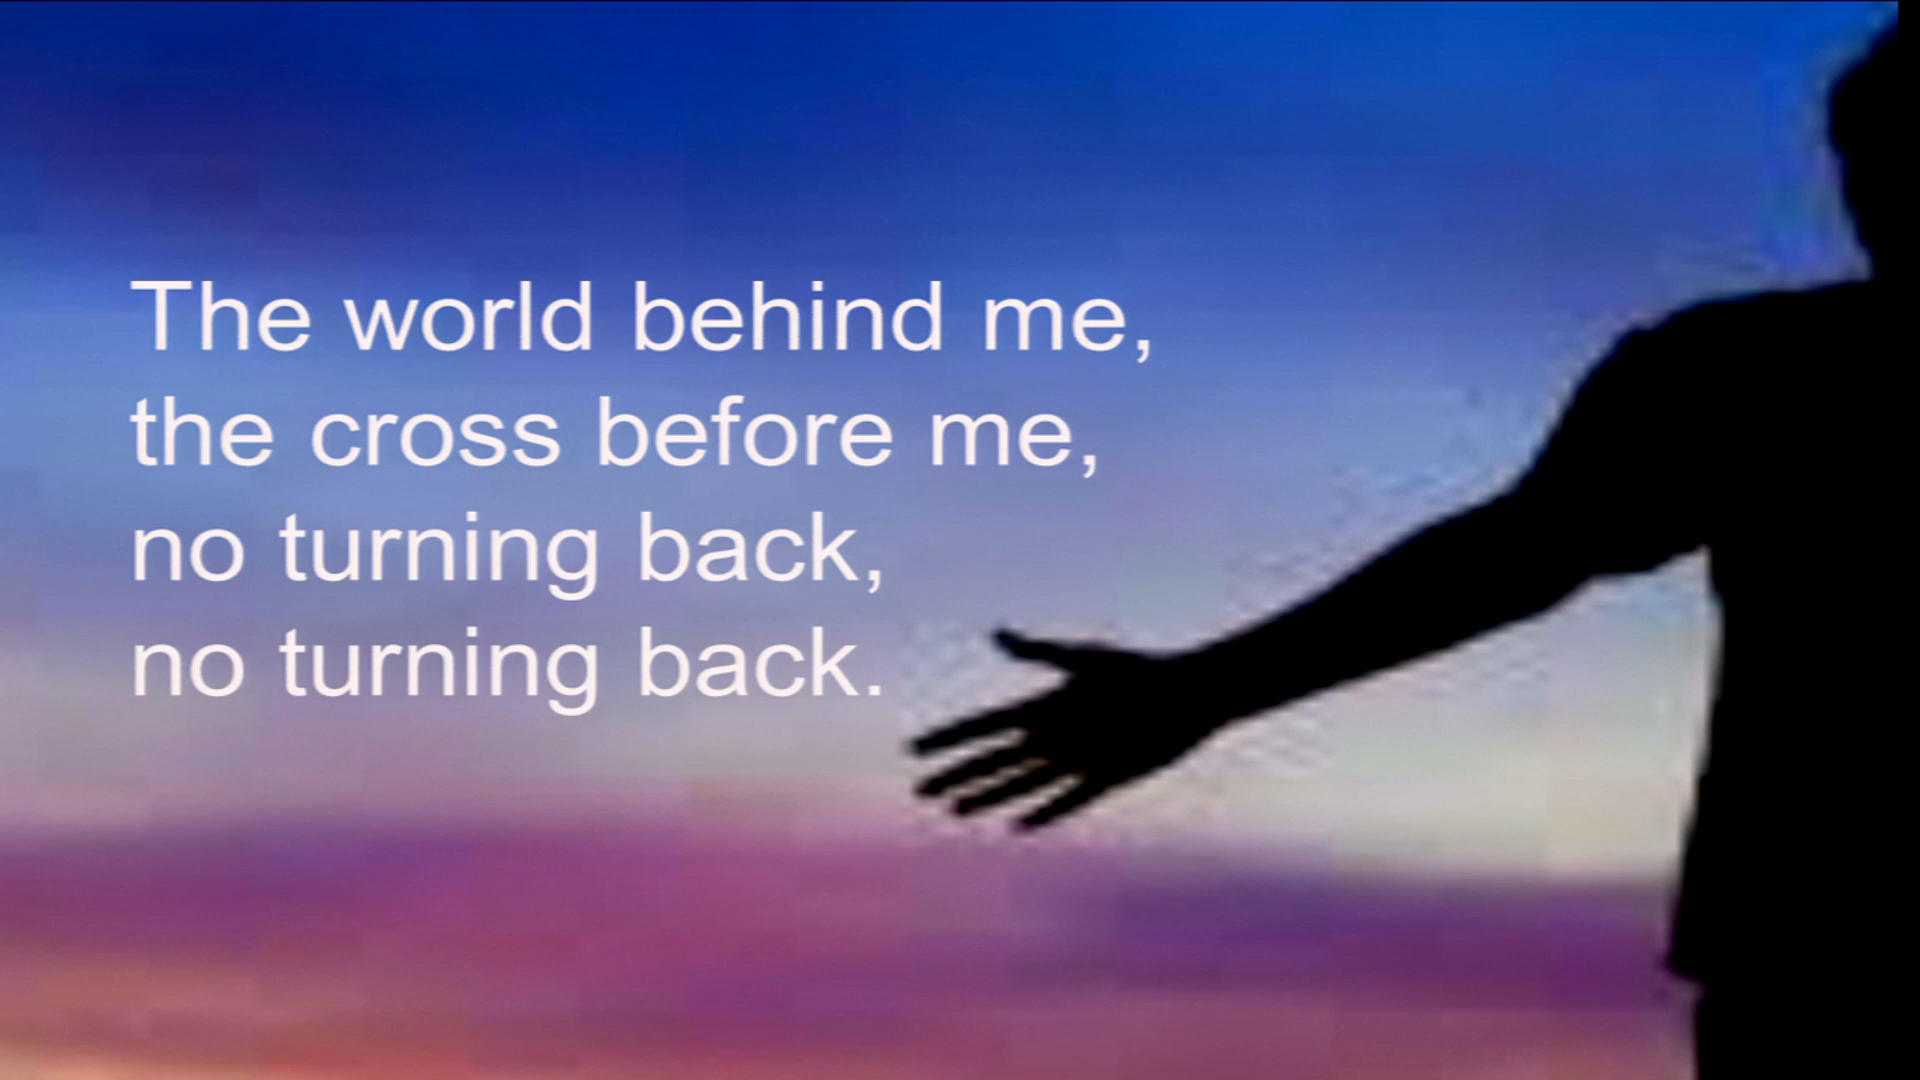 The world behind me,
the cross before me,
no turning back,
no turning back.